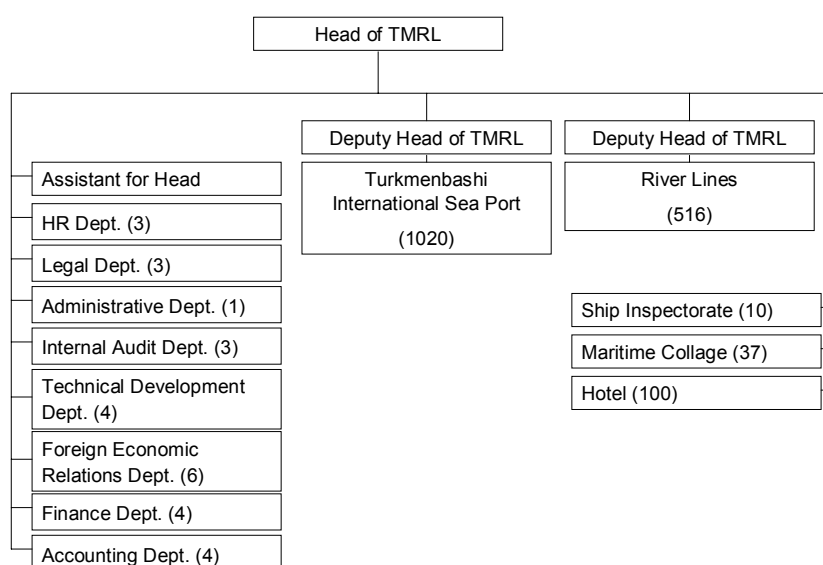 Head of TMRL
Deputy Head of TMRL
Turkmenbashi
International Sea Port
(1020)
Deputy Head of TMRL
River Lines
(516)
Assistant for Head
HR Dept. (3)
Legal Dept. (3)
Administrative Dept. (1)
Internal Audit Dept. (3)
Technical Development
Dept. (4)
Foreign Economic
Relations Dept. (6)
Finance Dept. (4)
Accounting Dept. (4)
Ship Inspectorate (10)
Maritime Collage (37)
Hotel (100)